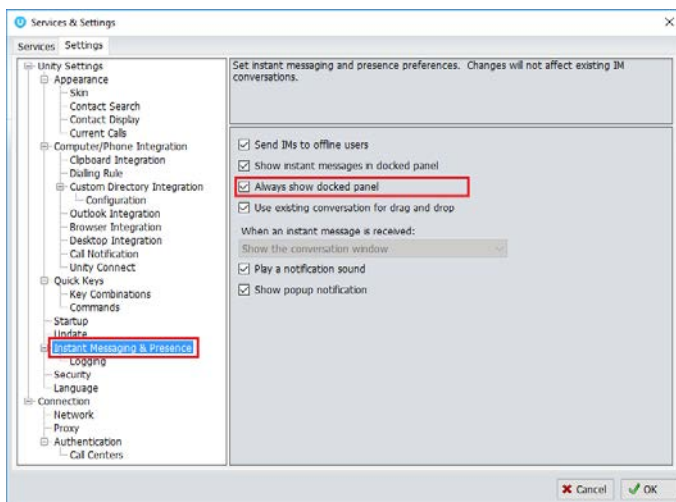 Services & Settings
Services Settings
Unity Settings
Appearance
Skin
Contact Search
Contact Display
Current Calls
Computer/Phone Integration
Clipboard Integration
Dialing Rule
Custom Directory Integration
Configuration
Outlook Integration
Browser Integration
Desktop Integration
Call Notification
Unity Connect
Quick Keys
Key Combinations
Commands
Startup
Update
Instant Messaging & Presence
Logging
Security
Language
Connection
Network
Proxy
Authentication
Call Centers
Set instant messaging and presence preferences. Changes will not affect existing IM
conversations.
Send IMs to offline users
Show instant messages in docked panel
Always show docked panel
Use existing conversation for drag and drop
When an instant message is received:
Show the conversation window
Play a notification sound
Show popup notification
Cancel OK